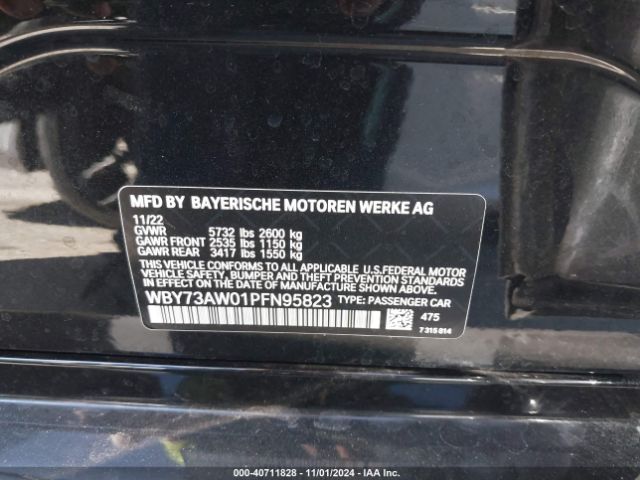 MFD BY BAYERISCHE MOTOREN WERKE AG
11/22
GVWR 5732 lbs 2600 kg
GAWR FRONT 2535 lbs 1150 kg
GAWR REAR 3417 lbs 1550 kg
THIS VEHICLE CONFORMS TO ALL APPLICABLE U.S.FEDERAL MOTOR
VEHICLE SAFETY, BUMPER AND THEFT PREVENTION STANDARDS
IN EFFECT ON THE DATE OF MANUFACTURE SHOWN ABOVE.
WBY73AW01PFN95823 TYPE: PASSENGER CAR
475
7 315 814
000-40711828 - 11/01/2024 - IAA Inc.